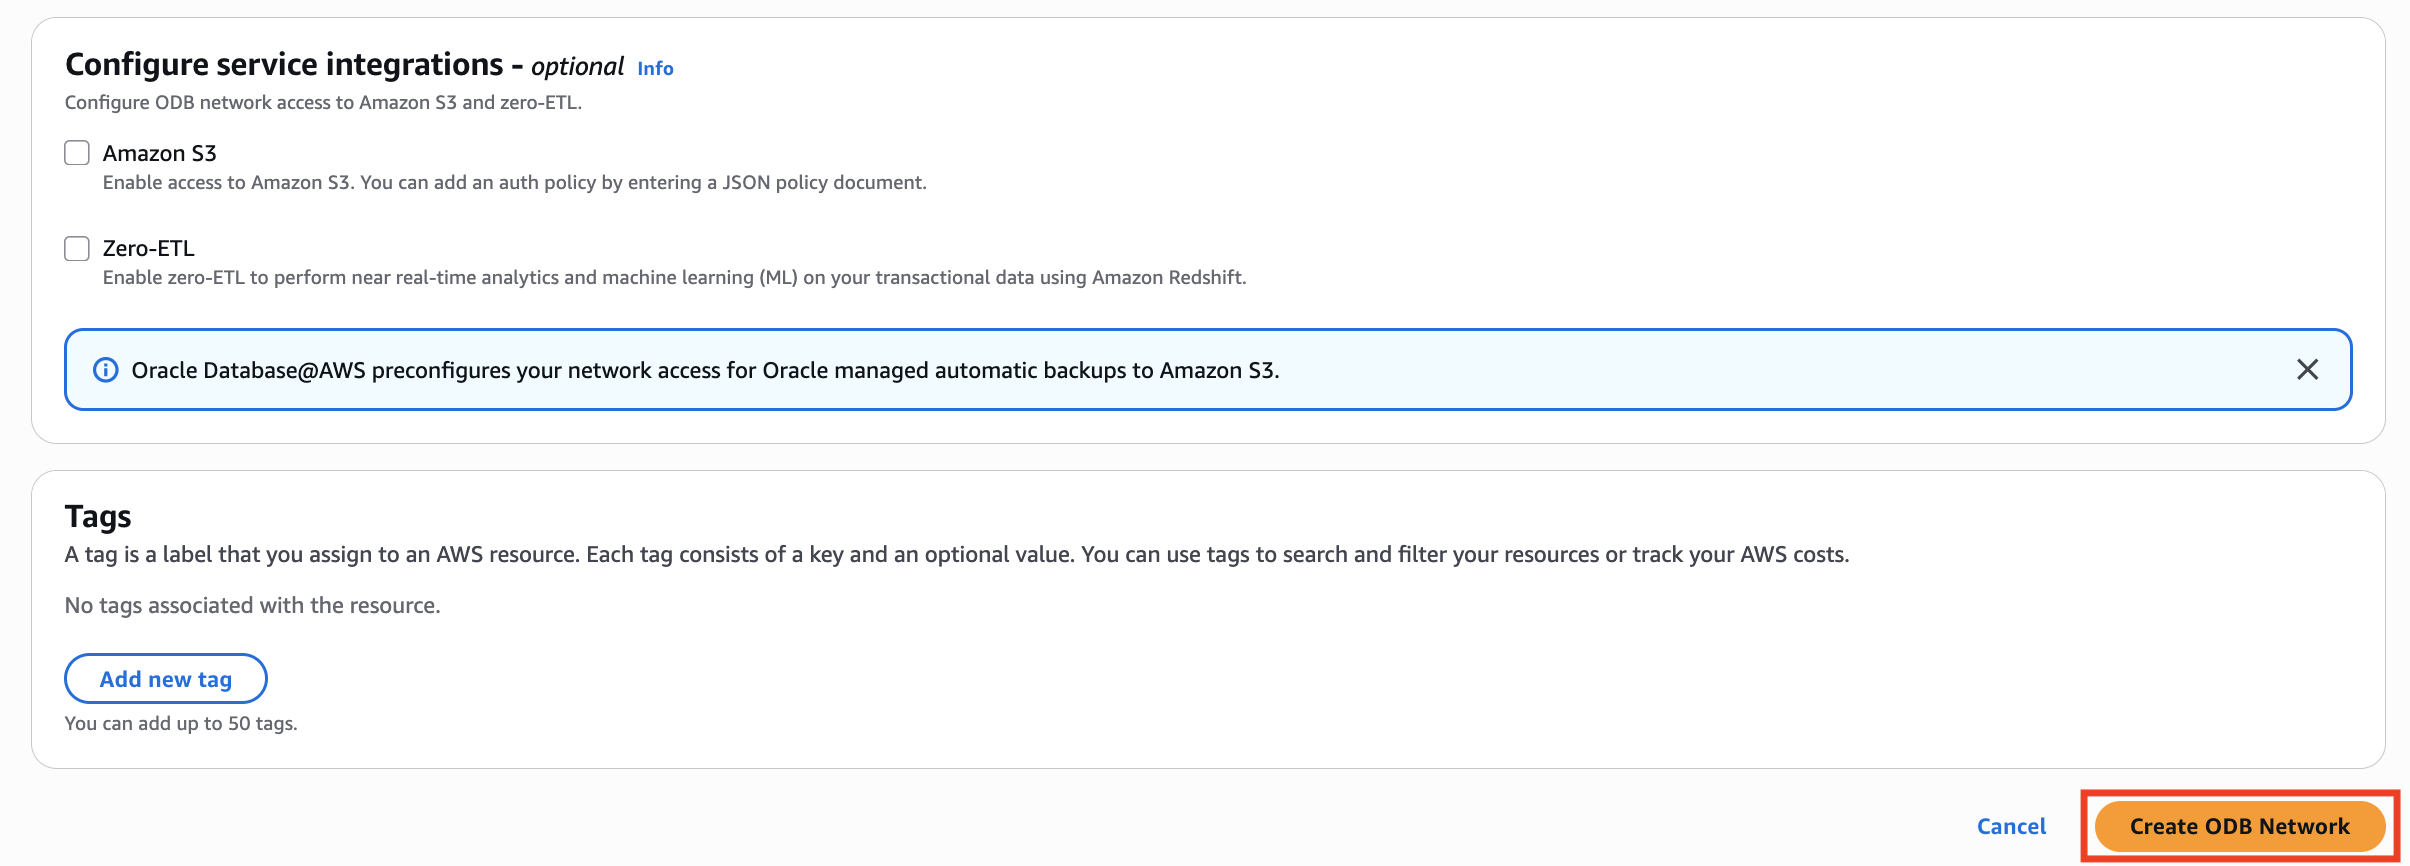 Configure service integrations - optional Info
Configure ODB network access to Amazon S3 and zero-ETL.
Amazon S3
Enable access to Amazon S3. You can add an auth policy by entering a JSON policy document.
Zero-ETL
Enable zero-ETL to perform near real-time analytics and machine learning (ML) on your transactional data using Amazon Redshift.
Oracle Database@AWS preconfigures your network access for Oracle managed automatic backups to Amazon S3.
Tags
A tag is a label that you assign to an AWS resource. Each tag consists of a key and an optional value. You can use tags to search and filter your resources or track your AWS costs.
No tags associated with the resource.
Add new tag
You can add up to 50 tags.
Cancel Create ODB Network